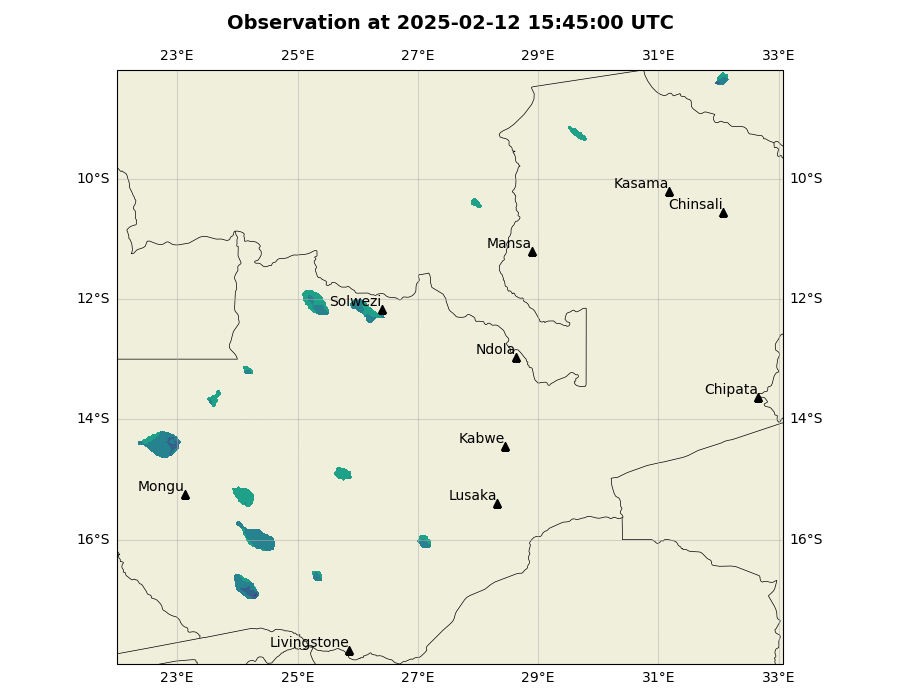 Observation at 2025-02-12 15:45:00 UTC
23°E 25°E 27°E 29°E 31°E 33°E
10°S 10°S
Kasama
Chinsali
Mansa
12°S 12°S
Solwezi
Ndola
Chipata
14°S 14°S
Kabwe
Mongu
Lusaka
16°S 16°S
Livingstone
23°E 25°E 27°E 29°E 31°E 33°E